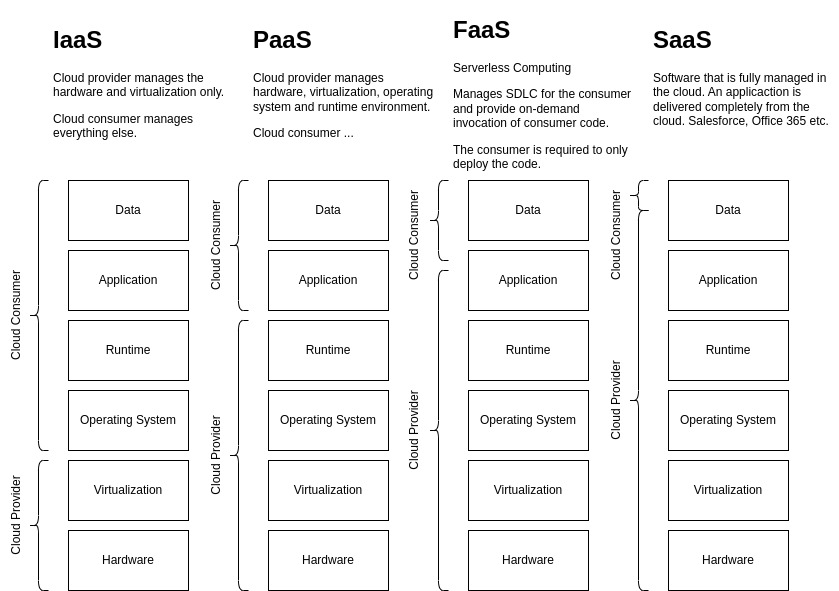 IaaS
Cloud provider manages the
hardware and virtualization only.
Cloud consumer manages
everything else.
Cloud Consumer
Cloud Provider
Data
Application
Runtime
Operating System
Virtualization
Hardware
PaaS
Cloud provider manages
hardware, virtualization, operating
system and runtime environment.
Cloud consumer ...
Cloud Consumer
Cloud Provider
Data
Application
Runtime
Operating System
Virtualization
Hardware
FaaS
Serverless Computing
Manages SDLC for the consumer
and provide on-demand
invocation of consumer code.
The consumer is required to only
deploy the code.
Cloud Consumer
Cloud Provider
Data
Application
Runtime
Operating System
Virtualization
Hardware
SaaS
Software that is fully managed in
the cloud. An applicaction is
delivered completely from the
cloud. Salesforce, Office 365 etc.
Cloud Consumer
Cloud Provider
Data
Application
Runtime
Operating System
Virtualization
Hardware